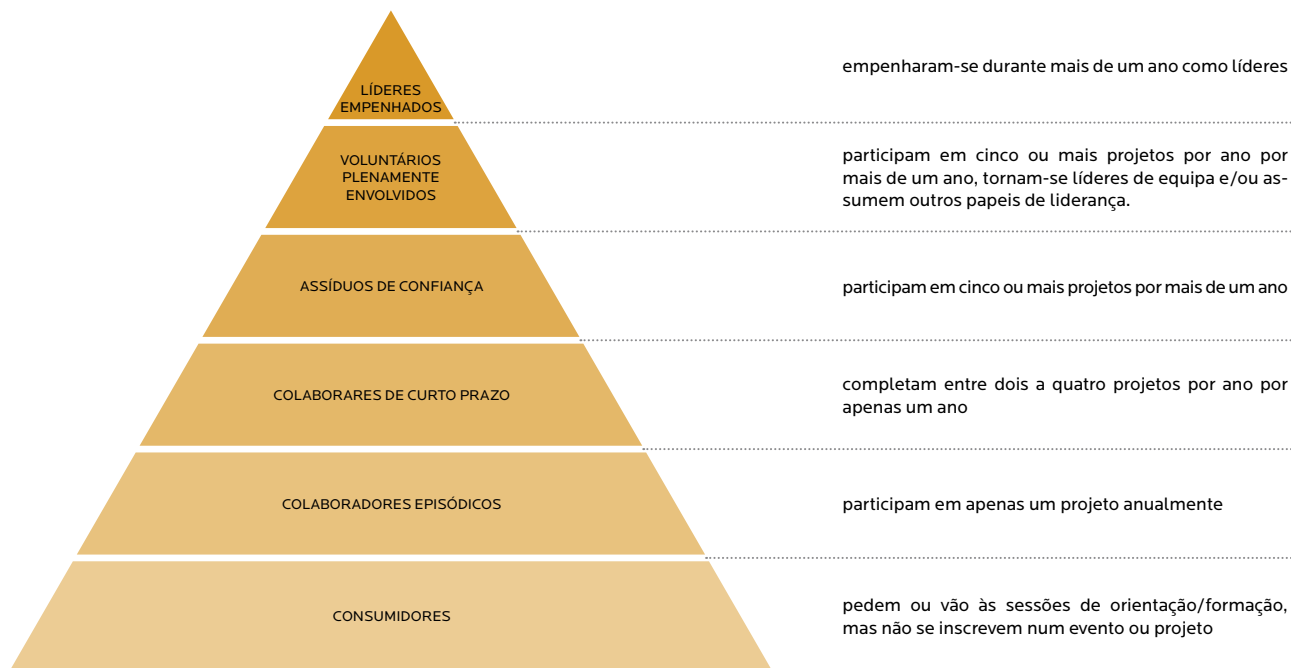 LÍDERES
EMPENHADOS
empenharam-se durante mais de um ano como líderes
VOLUNTÁRIOS
PLENAMENTE
ENVOLVIDOS
participam em cinco ou mais projetos por ano por
mais de um ano, tornam-se líderes de equipa e/ou as-
sumem outros papeis de liderança.
ASSÍDUOS DE CONFIANÇA
participam em cinco ou mais projetos por mais de um ano
COLABORARES DE CURTO PRAZO
completam entre dois a quatro projetos por ano por
apenas um ano
COLABORADORES EPISÓDICOS
participam em apenas um projeto anualmente
CONSUMIDORES
pedem ou vão às sessões de orientação/formação,
mas não se inscrevem num evento ou projeto